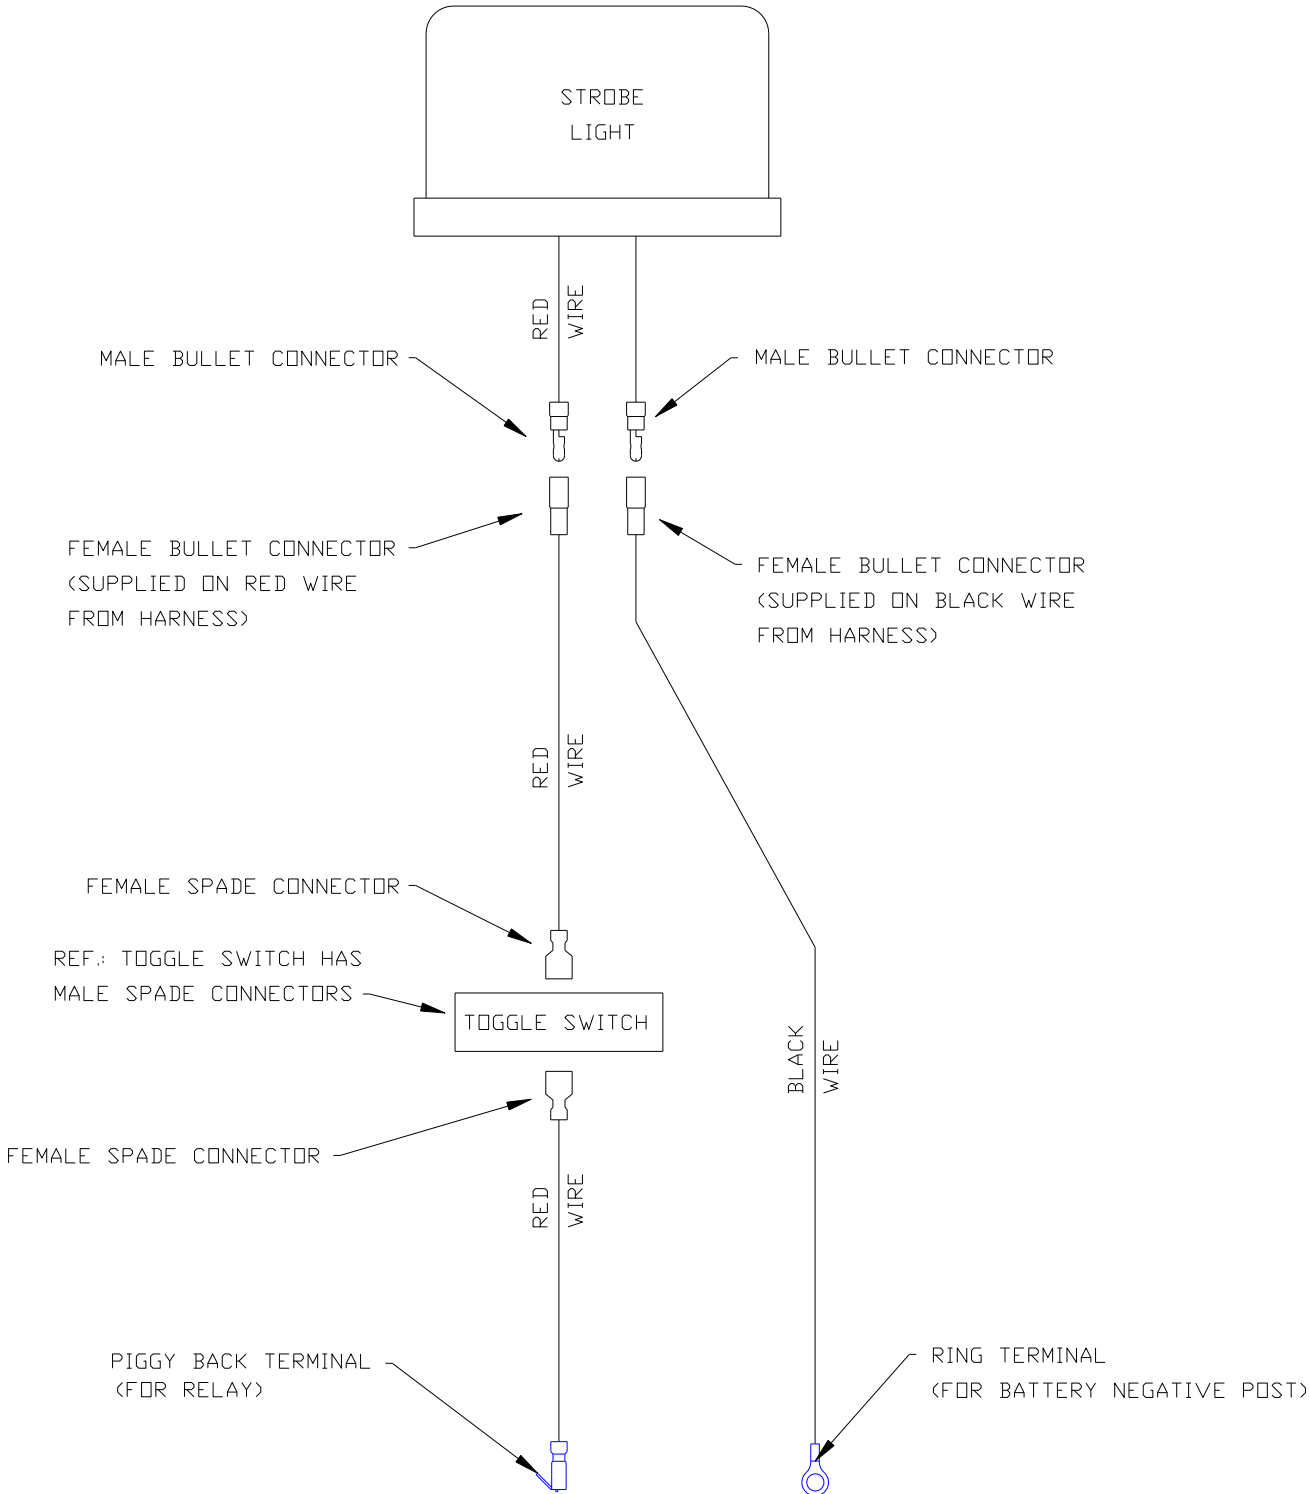 STROBE
LIGHT
RED
WIRE
MALE BULLET CONNECTOR
MALE BULLET CONNECTOR
FEMALE BULLET CONNECTOR
(SUPPLIED ON RED WIRE
FROM HARNESS)
FEMALE BULLET CONNECTOR
(SUPPLIED ON BLACK WIRE
FROM HARNESS)
RED
WIRE
FEMALE SPADE CONNECTOR
REF.: TOGGLE SWITCH HAS
MALE SPADE CONNECTORS
TOGGLE SWITCH
BLACK
WIRE
FEMALE SPADE CONNECTOR
RED
WIRE
PIGGY BACK TERMINAL
(FOR RELAY)
RING TERMINAL
(FOR BATTERY NEGATIVE POST)